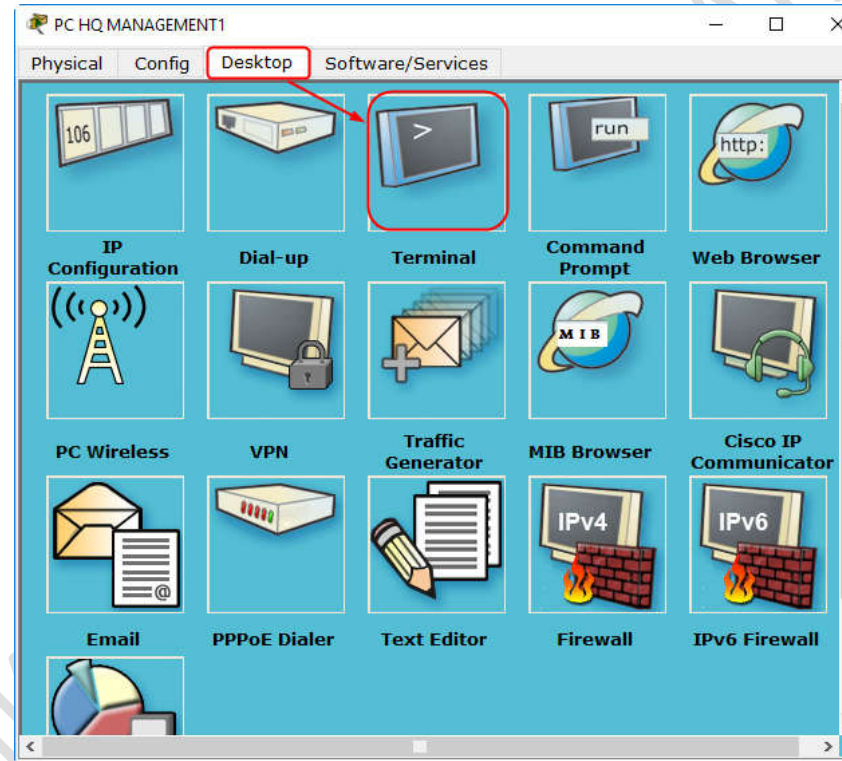 PC HQ MANAGEMENT1
Physical Config Desktop Software/Services
106
>
run
http:
IP
Configuration
Dial-up
Terminal
Command
Prompt
Web Browser
MIB
PC Wireless
VPN
Traffic
Generator
MIB Browser
Cisco IP
Communicator
@
IPv4
IPv6
Email
PPPoE Dialer
Text Editor
Firewall
IPv6 Firewall